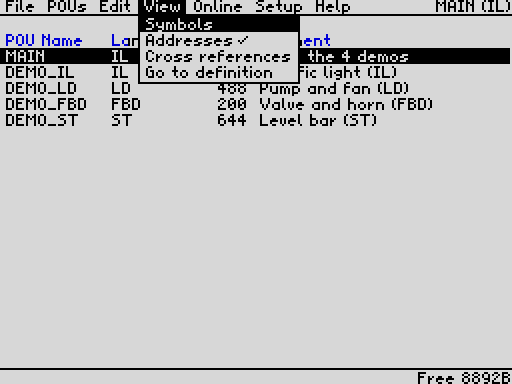 File POUs Edit View Online Setup Help MAIN (IL)
Symbols
POU Name Lan Addresses ✓ ment
MAIN IL Cross references the 4 demos
DEMO_IL IL Go to definition fic light (IL)
DEMO_LD LD 488 Pump and fan (LD)
DEMO_FBD FBD 200 Valve and horn (FBD)
DEMO_ST ST 644 Level bar (ST)
Free 8892B